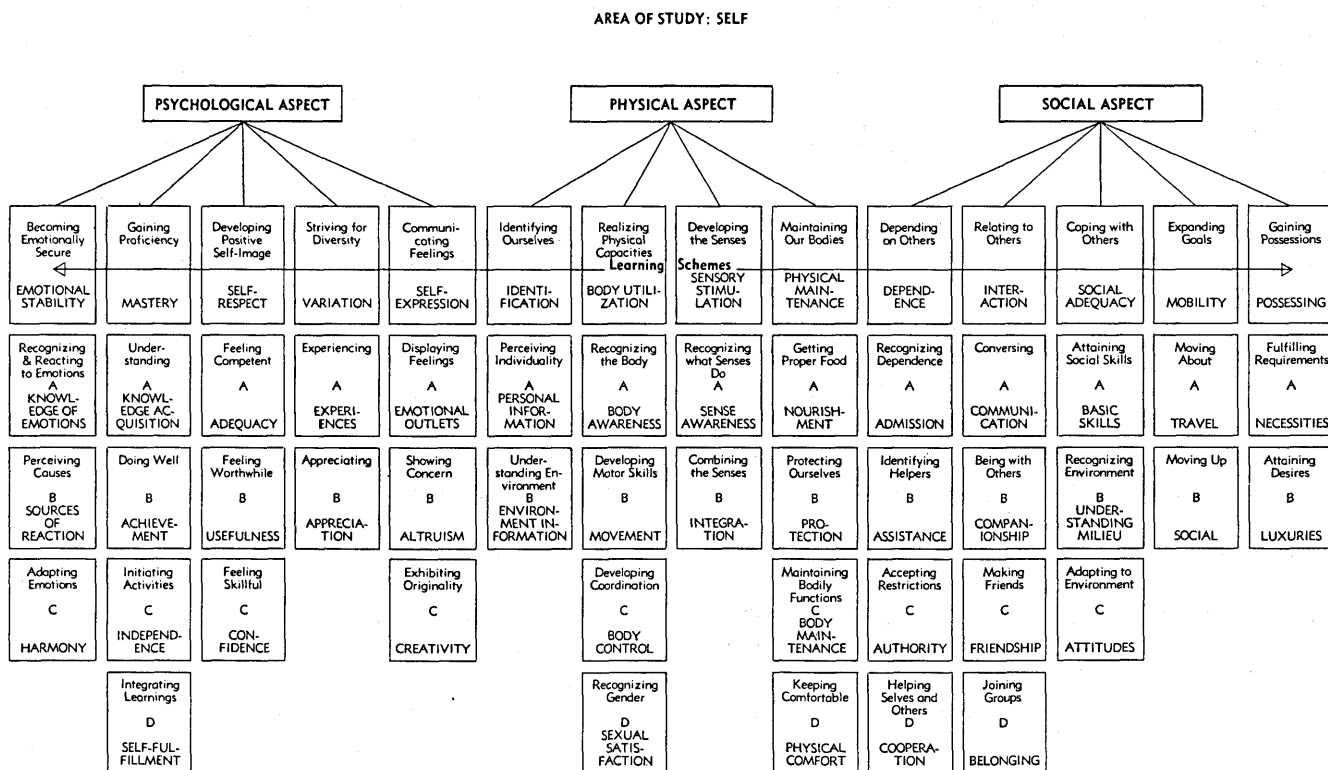 AREA OF STUDY: SELF
PSYCHOLOGICAL ASPECT
PHYSICAL ASPECT
SOCIAL ASPECT
Becoming
Emotionally
Secure
EMOTIONAL
STABILITY
Gaining
Proficiency
MASTERY
Developing
Positive
Self-Image
SELF-
RESPECT
Striving for
Diversity
VARIATION
Communi-
cating
Feelings
SELF-
EXPRESSION
Identifying
Ourselves
IDENTI-
FICATION
Realizing
Physical
Capacities
BODY UTILI-
ZATION
Developing
the Senses
SENSORY
STIMU-
LATION
Maintaining
Our Bodies
PHYSICAL
MAIN-
TENANCE
Depending
on Others
DEPEND-
ENCE
Relating to
Others
INTER-
ACTION
Coping with
Others
SOCIAL
ADEQUACY
Expanding
Goals
MOBILITY
Gaining
Possessions
POSSESSING
Learning Schemes
Recognizing
& Reacting
to Emotions
A
KNOWL-
EDGE OF
EMOTIONS
Under-
standing
A
KNOWL-
EDGE AC-
QUISITION
Feeling
Competent
A
ADEQUACY
Experiencing
A
EXPERI-
ENCES
Displaying
Feelings
A
EMOTIONAL
OUTLETS
Perceiving
Individuality
A
PERSONAL
INFOR-
MATION
Recognizing
the Body
A
BODY
AWARENESS
Recognizing
what Senses
Do
A
SENSE
AWARENESS
Getting
Proper Food
A
NOURISH-
MENT
Recognizing
Dependence
A
ADMISSION
Conversing
A
COMMUNI-
CATION
Attaining
Social Skills
A
BASIC
SKILLS
Moving
About
A
TRAVEL
Fulfilling
Requirements
A
NECESSITIES
Perceiving
Causes
B
SOURCES
OF
REACTION
Doing Well
B
ACHIEVE-
MENT
Feeling
Worthwhile
B
USEFULNESS
Appreciating
B
APPRECIA-
TION
Showing
Concern
B
ALTRUISM
Under-
standing En-
vironment
B
ENVIRON-
MENT IN-
FORMATION
Developing
Motor Skills
B
MOVEMENT
Combining
the Senses
B
INTEGRA-
TION
Protecting
Ourselves
B
PRO-
TECTION
Identifying
Helpers
B
ASSISTANCE
Being with
Others
B
COMPAN-
IONSHIP
Recognizing
Environment
B
UNDER-
STANDING
MILIEU
Moving Up
B
SOCIAL
Attaining
Desires
B
LUXURIES
Adapting
Emotions
C
HARMONY
Initiating
Activities
C
INDEPEND-
ENCE
Feeling
Skillful
C
CON-
FIDENCE
Exhibiting
Originality
C
CREATIVITY
Developing
Coordination
C
BODY
CONTROL
Maintaining
Bodily
Functions
C
BODY
MAIN-
TENANCE
Accepting
Restrictions
C
AUTHORITY
Making
Friends
C
FRIENDSHIP
Adapting to
Environment
C
ATTITUDES
Integrating
Learnings
D
SELF-FUL-
FILLMENT
Recognizing
Gender
D
SEXUAL
SATIS-
FACTION
Keeping
Comfortable
D
PHYSICAL
COMFORT
Helping
Selves and
Others
D
COOPERA-
TION
Joining
Groups
D
BELONGING